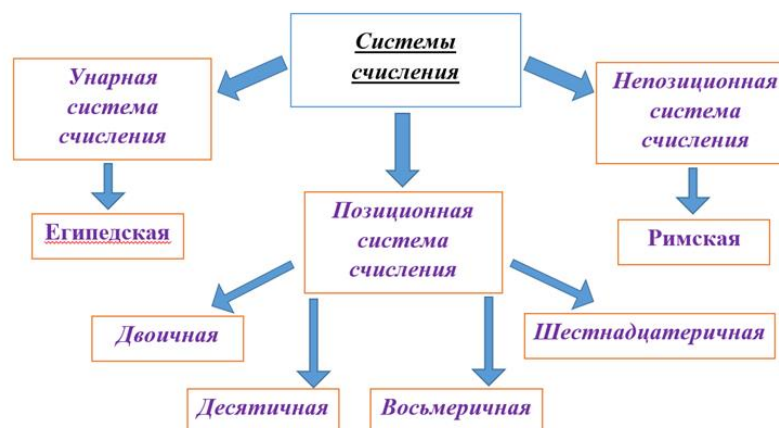 Системы
счисления
Унарная
система
счисления
Непозиционная
система
счисления
Египедская
Позиционная
система
счисления
Римская
Двоичная
Шестнадцатеричная
Десятичная
Восьмеричная